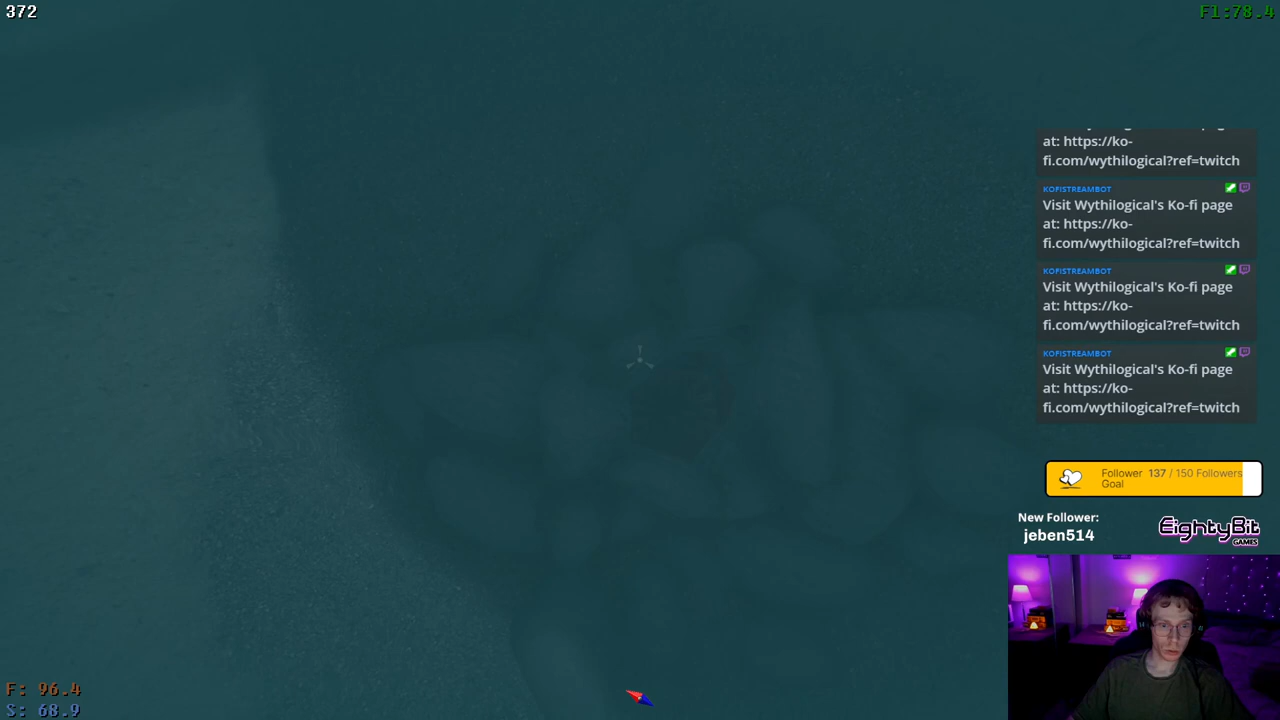 372
F1:78.4
at: https://ko-
fi.com/wythilogical?ref=twitch
KOFISTREAMBOT
Visit Wythilogical's Ko-fi page
at: https://ko-
fi.com/wythilogical?ref=twitch
KOFISTREAMBOT
Visit Wythilogical's Ko-fi page
at: https://ko-
fi.com/wythilogical?ref=twitch
KOFISTREAMBOT
Visit Wythilogical's Ko-fi page
at: https://ko-
fi.com/wythilogical?ref=twitch
Follower 137 / 150 Followers
Goal
New Follower:
jeben514
EightyBit
GAMES
F: 96.4
S: 68.9